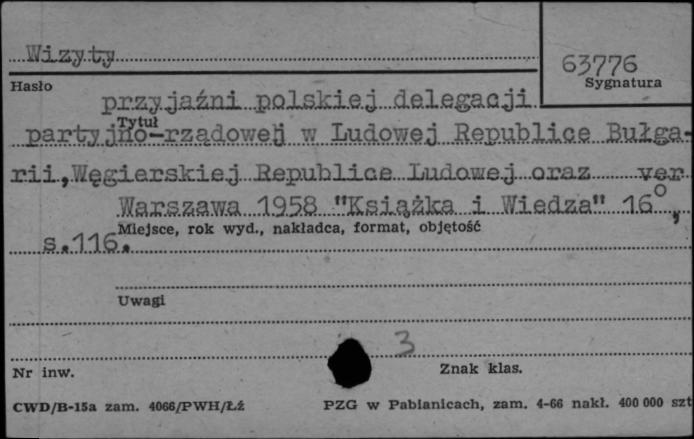 Wizyty
63776
Sygnatura
Hasło
przyjaźni polskiej delegacji
Tytuł
partyjno-rządowej w Ludowej Republice Bułga-
rii, Węgierskiej Republice Ludowej oraz ver
Warszawa 1958 "Książka i Wiedza" 16°,
Miejsce, rok wyd., nakładca, format, objętość
s.116.
Uwagi
3
Nr inw.
Znak klas.
CWD/B-15a zam. 4066/PWH/Łź
PZG w Pabianicach, zam. 4-66 nakł. 400 000 szt